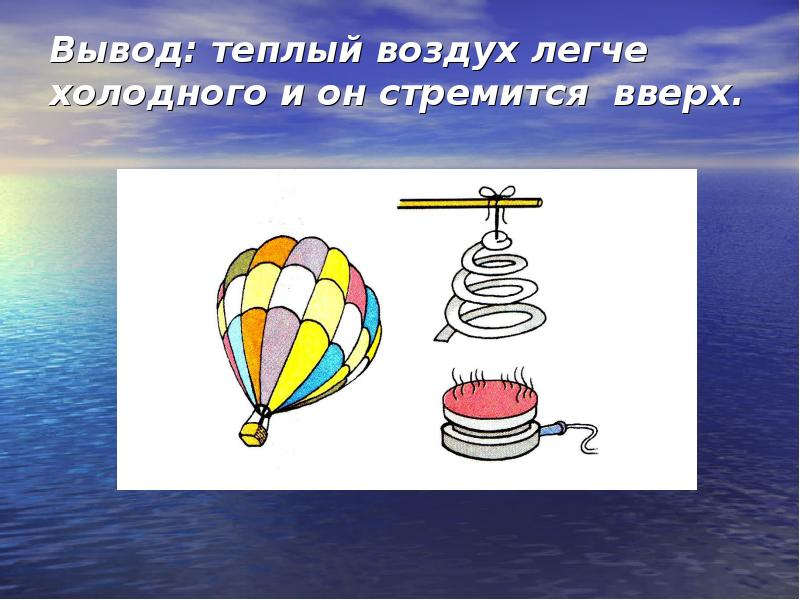 Вывод: теплый воздух легче
холодного и он стремится вверх.